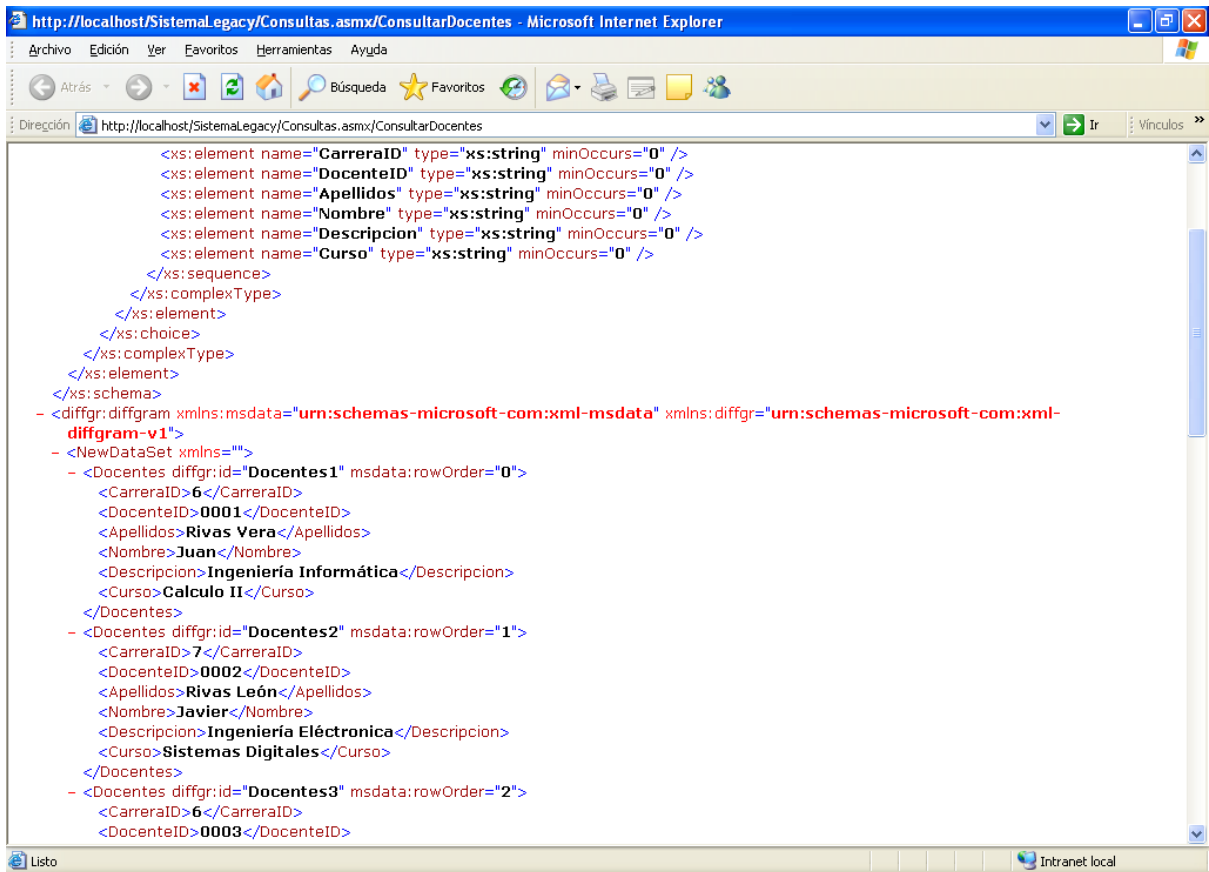 http://localhost/SistemaLegacy/Consultas.asmx/ConsultarDocentes - Microsoft Internet Explorer
Archivo Edición Ver Favoritos Herramientas Ayuda
Atrás Búsqueda Favoritos
Dirección http://localhost/SistemaLegacy/Consultas.asmx/ConsultarDocentes Ir Vínculos »
<xs:element name="CarreraID" type="xs:string" minOccurs="0" />
<xs:element name="DocenteID" type="xs:string" minOccurs="0" />
<xs:element name="Apellidos" type="xs:string" minOccurs="0" />
<xs:element name="Nombre" type="xs:string" minOccurs="0" />
<xs:element name="Descripcion" type="xs:string" minOccurs="0" />
<xs:element name="Curso" type="xs:string" minOccurs="0" />
</xs:sequence>
</xs:complexType>
</xs:element>
</xs:choice>
</xs:complexType>
</xs:element>
</xs:schema>
- <diffgr:diffgram xmlns:msdata="urn:schemas-microsoft-com:xml-msdata" xmlns:diffgr="urn:schemas-microsoft-com:xml-
diffgram-v1">
- <NewDataSet xmlns="">
- <Docentes diffgr:id="Docentes1" msdata:rowOrder="0">
<CarreraID>6</CarreraID>
<DocenteID>0001</DocenteID>
<Apellidos>Rivas Vera</Apellidos>
<Nombre>Juan</Nombre>
<Descripcion>Ingeniería Informática</Descripcion>
<Curso>Calculo II</Curso>
</Docentes>
- <Docentes diffgr:id="Docentes2" msdata:rowOrder="1">
<CarreraID>7</CarreraID>
<DocenteID>0002</DocenteID>
<Apellidos>Rivas León</Apellidos>
<Nombre>Javier</Nombre>
<Descripcion>Ingeniería Eléctronica</Descripcion>
<Curso>Sistemas Digitales</Curso>
</Docentes>
- <Docentes diffgr:id="Docentes3" msdata:rowOrder="2">
<CarreraID>6</CarreraID>
<DocenteID>0003</DocenteID>
Listo Intranet local